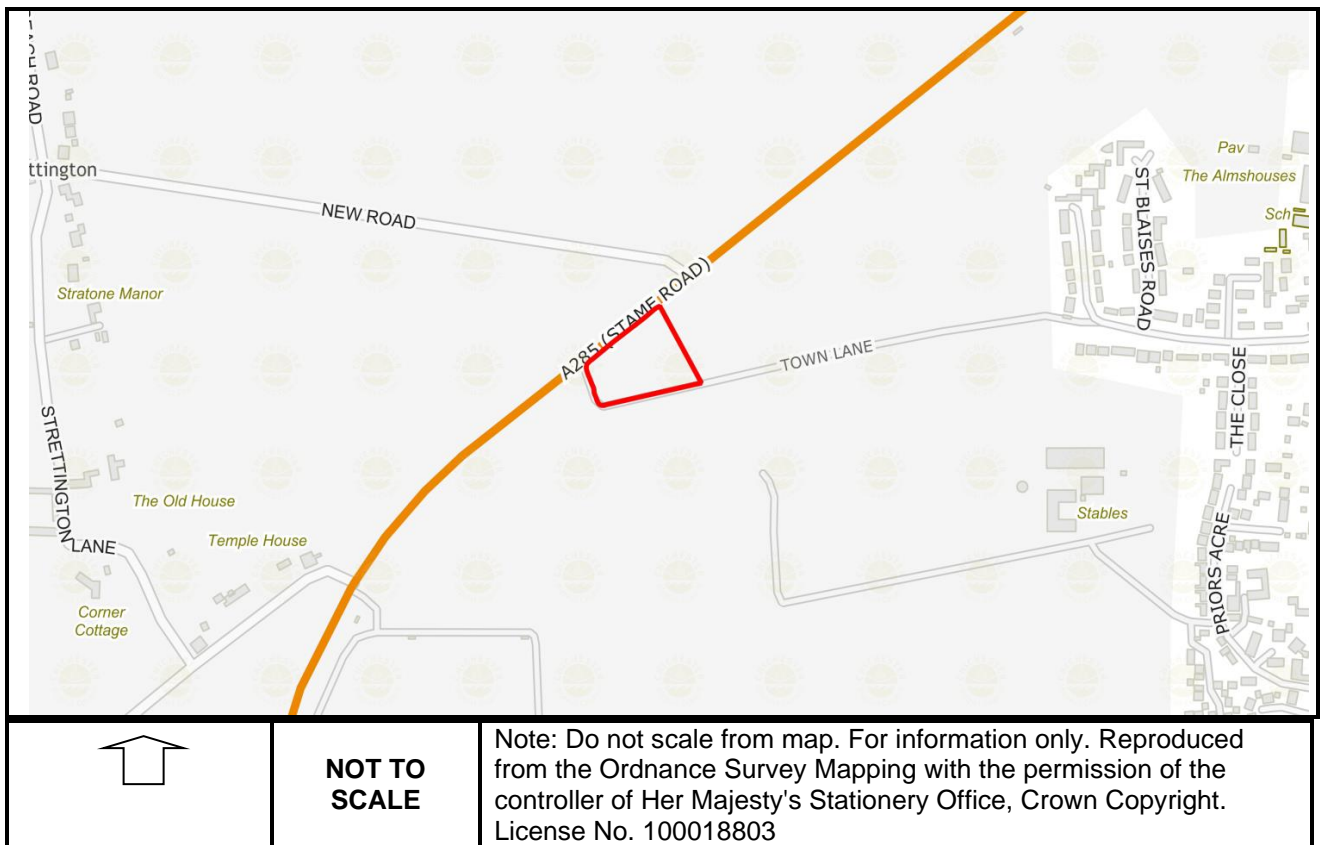 ttington
NEW ROAD
Stratone Manor
STRETTINGTON
LANE
The Old House
Temple House
Corner
Cottage
A285 (STAME ROAD)
TOWN LANE
Pav
The Almshouses
Sch
ST BLAISES ROAD
THE CLOSE
Stables
PRIORS ACRE
NOT TO
SCALE
Note: Do not scale from map. For information only. Reproduced
from the Ordnance Survey Mapping with the permission of the
controller of Her Majesty's Stationery Office, Crown Copyright.
License No. 100018803